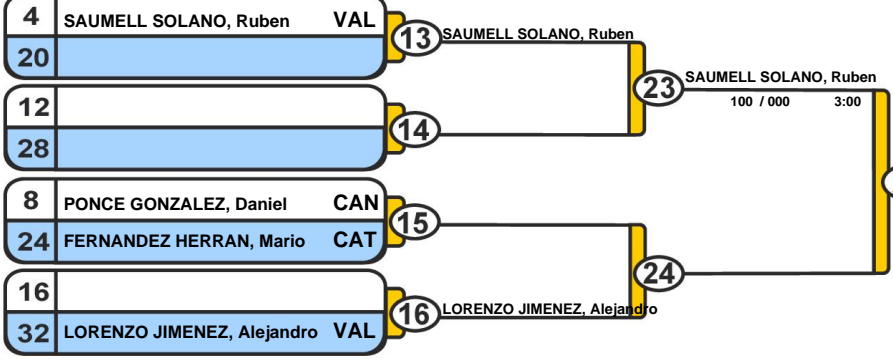 4 SAUMELL SOLANO, Ruben VAL
20
13 SAUMELL SOLANO, Ruben
12
28
14
23 SAUMELL SOLANO, Ruben
100 / 000 3:00
8 PONCE GONZALEZ, Daniel CAN
24 FERNANDEZ HERRAN, Mario CAT
15
16
32 LORENZO JIMENEZ, Alejandro VAL
16 LORENZO JIMENEZ, Alejandro
24